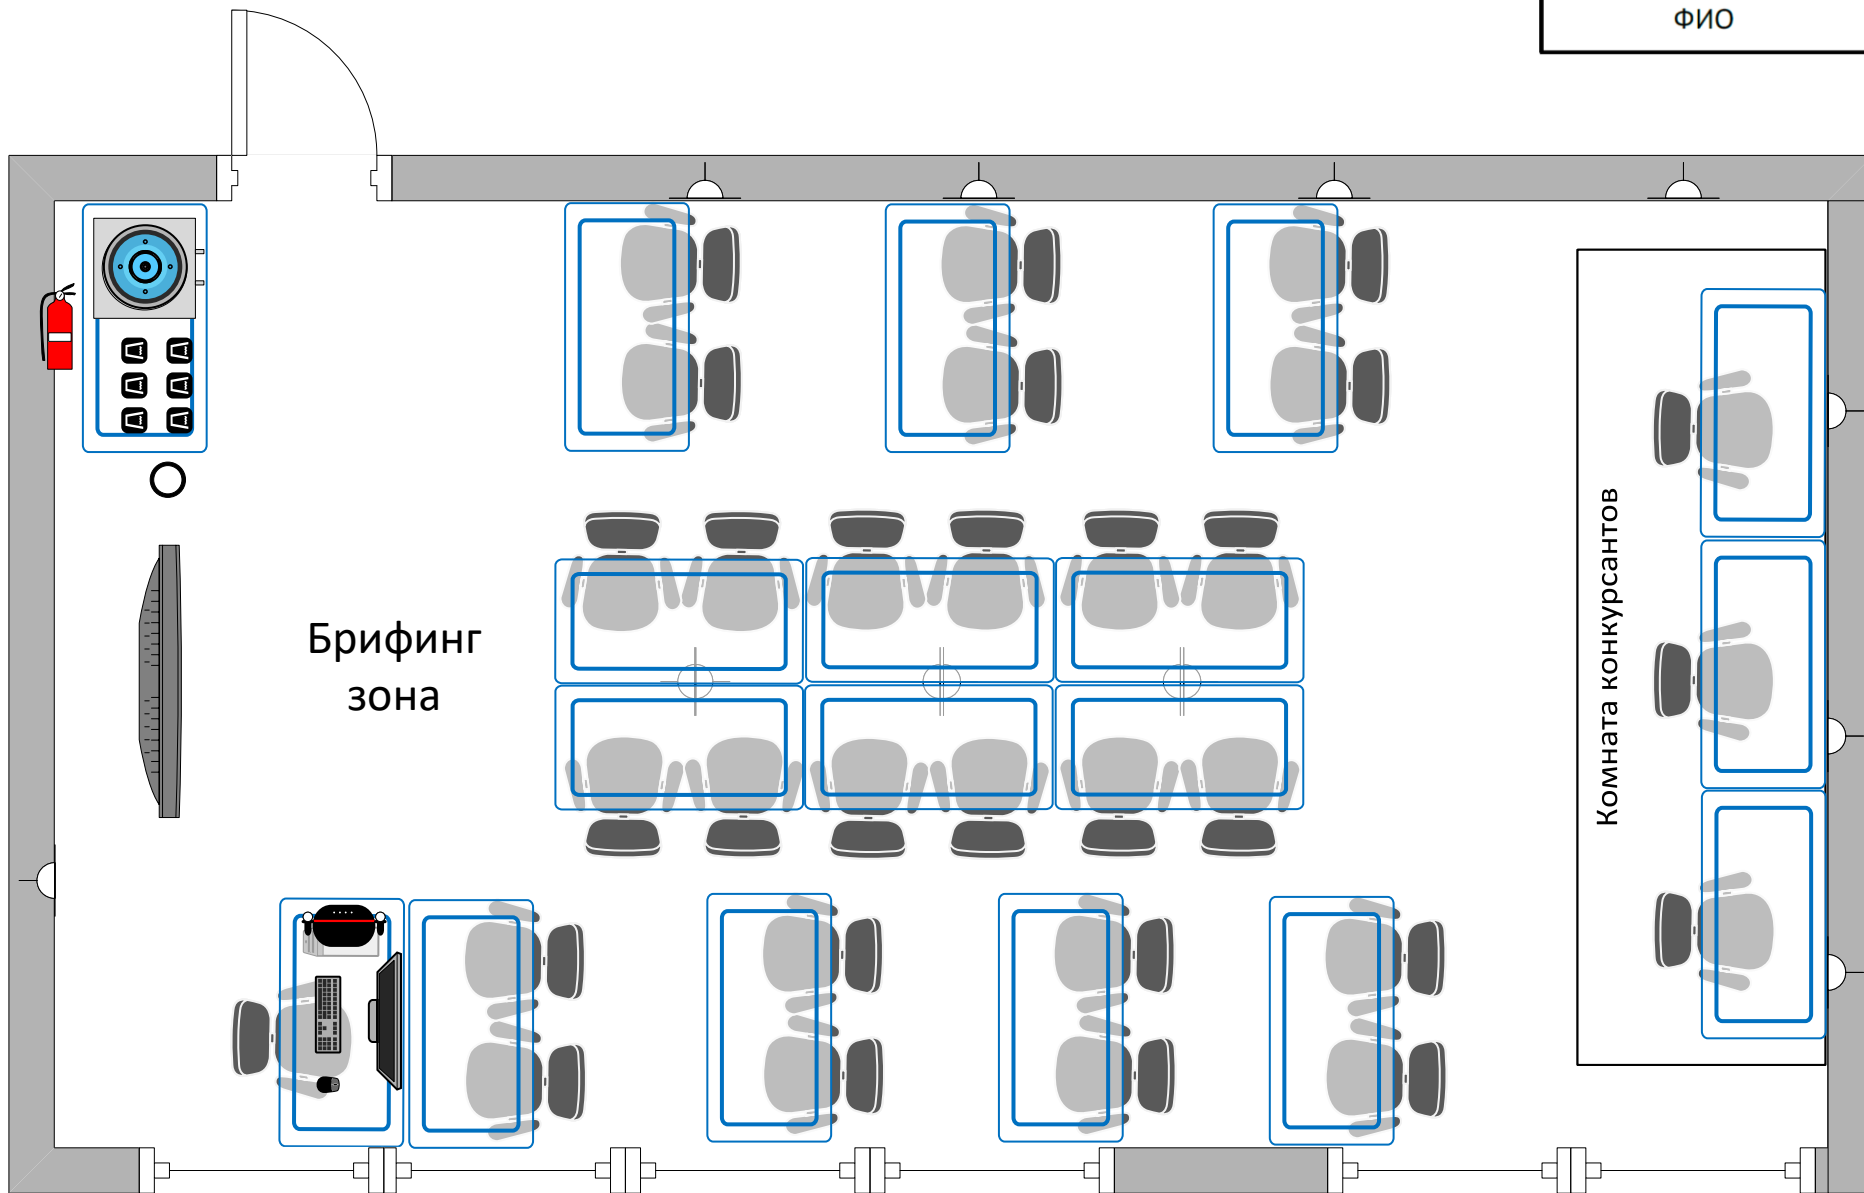 ФИО
Брифинг
зона
Комната конкурсантов